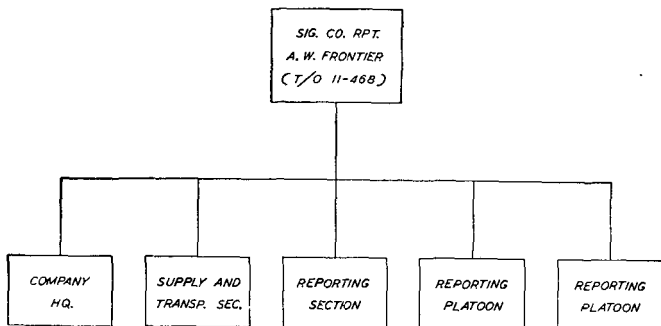 SIG. CO. RPT.
A. W. FRONTIER
(T/O 11-468)
COMPANY
HQ.
SUPPLY AND
TRANSP. SEC.
REPORTING
SECTION
REPORTING
PLATOON
REPORTING
PLATOON